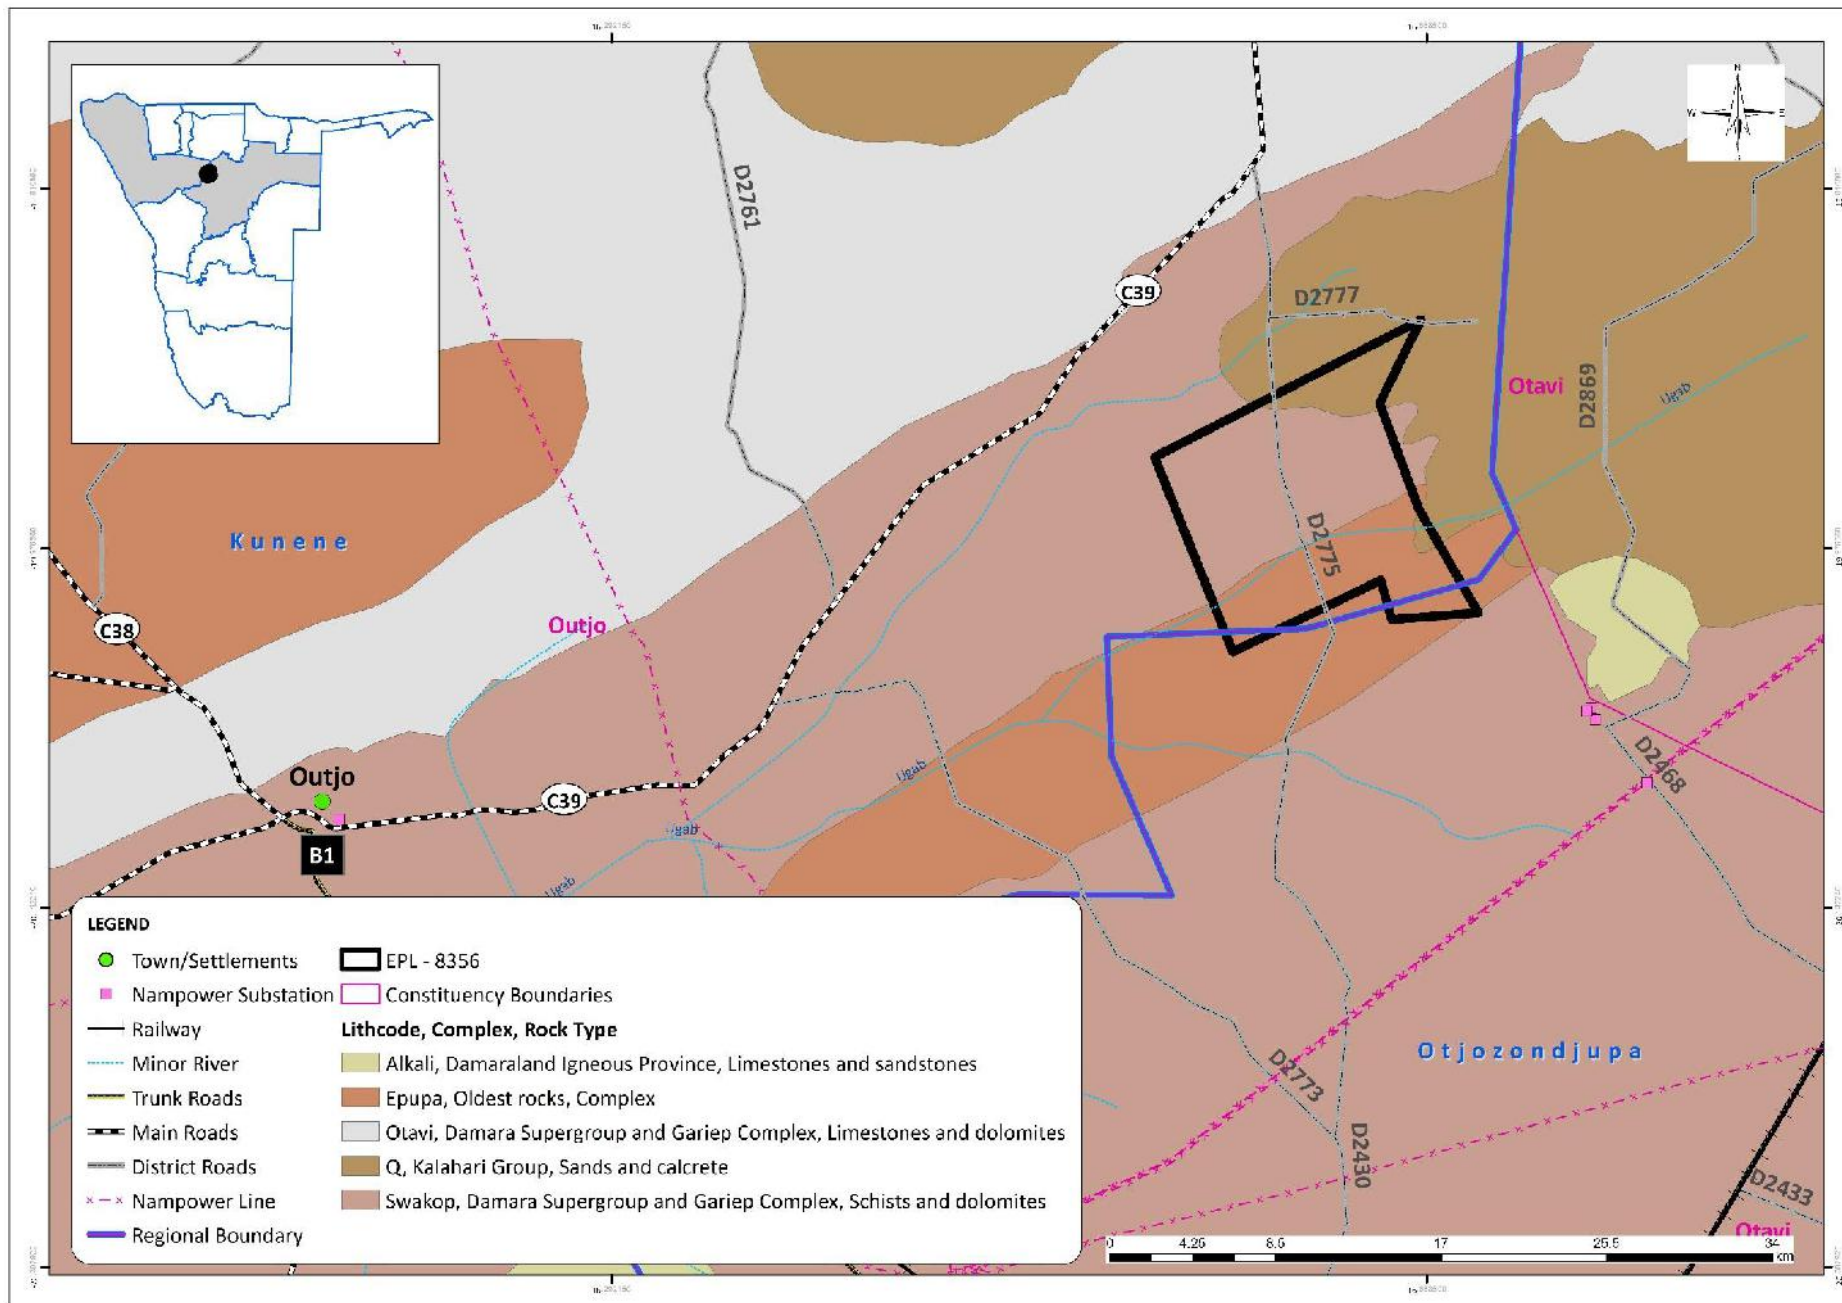 N
W
E
D2761
C39
D2777
Otavi
D2869
Ugab
Kunene
D2775
C38
Outjo
Outjo
C39
Ugab
Ugab
D2468
B1
Ugab
LEGEND
Town/Settlements
Nampower Substation
Railway
Minor River
Trunk Roads
Main Roads
District Roads
Nampower Line
Regional Boundary
EPL - 8356
Constituency Boundaries
Lithcode, Complex, Rock Type
Alkali, Damaraland Igneous Province, Limestones and sandstones
Epupa, Oldest rocks, Complex
Otavi, Damara Supergroup and Gariep Complex, Limestones and dolomites
Q, Kalahari Group, Sands and calcrete
Swakop, Damara Supergroup and Gariep Complex, Schists and dolomites
Otjozondjupa
D2773
D2430
D2433
Otavi
0 4.25 8.5 17 25.5 34
km